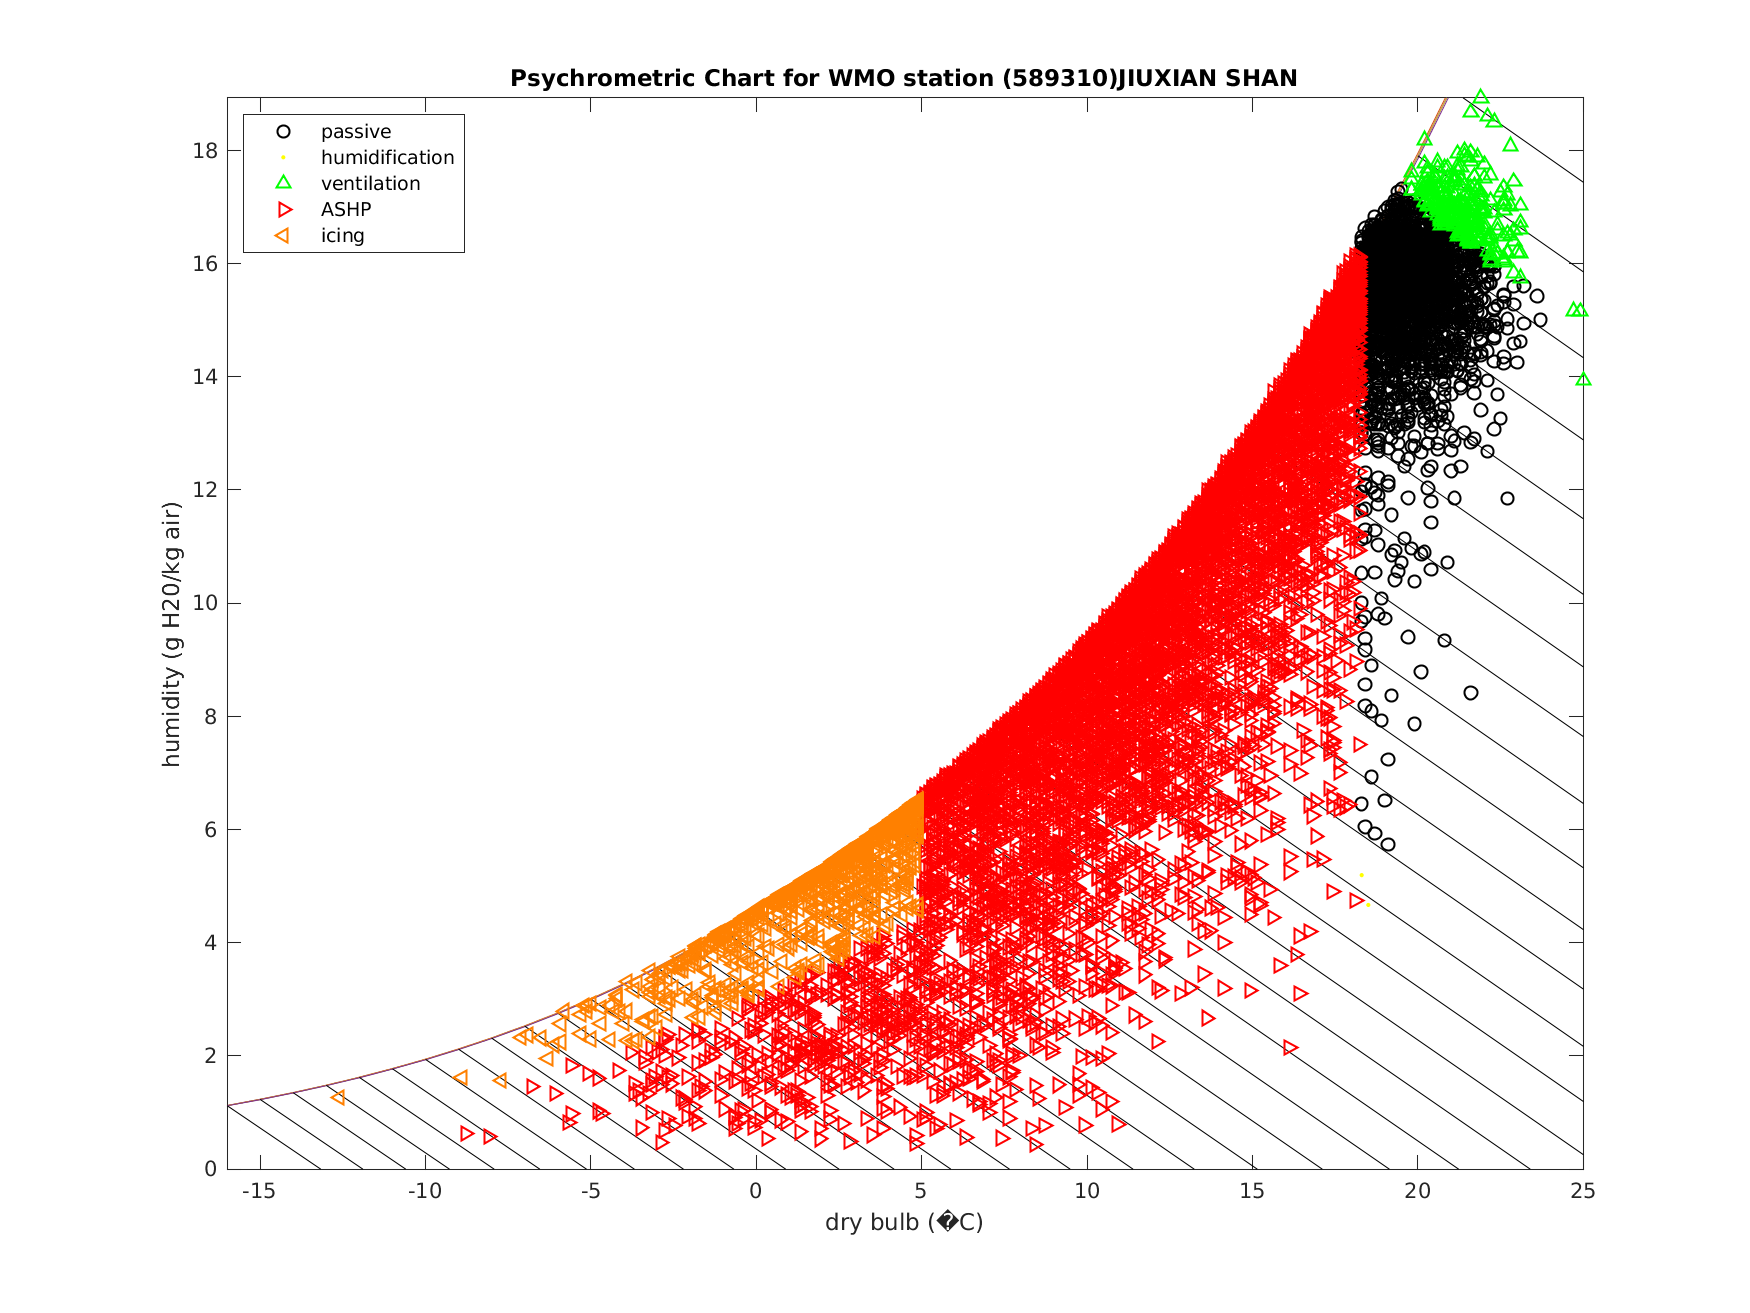 Psychrometric Chart for WMO station (589310)JIUXIAN SHAN
passive
humidification
ventilation
ASHP
icing
humidity (g H20/kg air)
18
16
14
12
10
8
6
4
2
0
-15 -10 -5 0 5 10 15 20 25
dry bulb (�C)